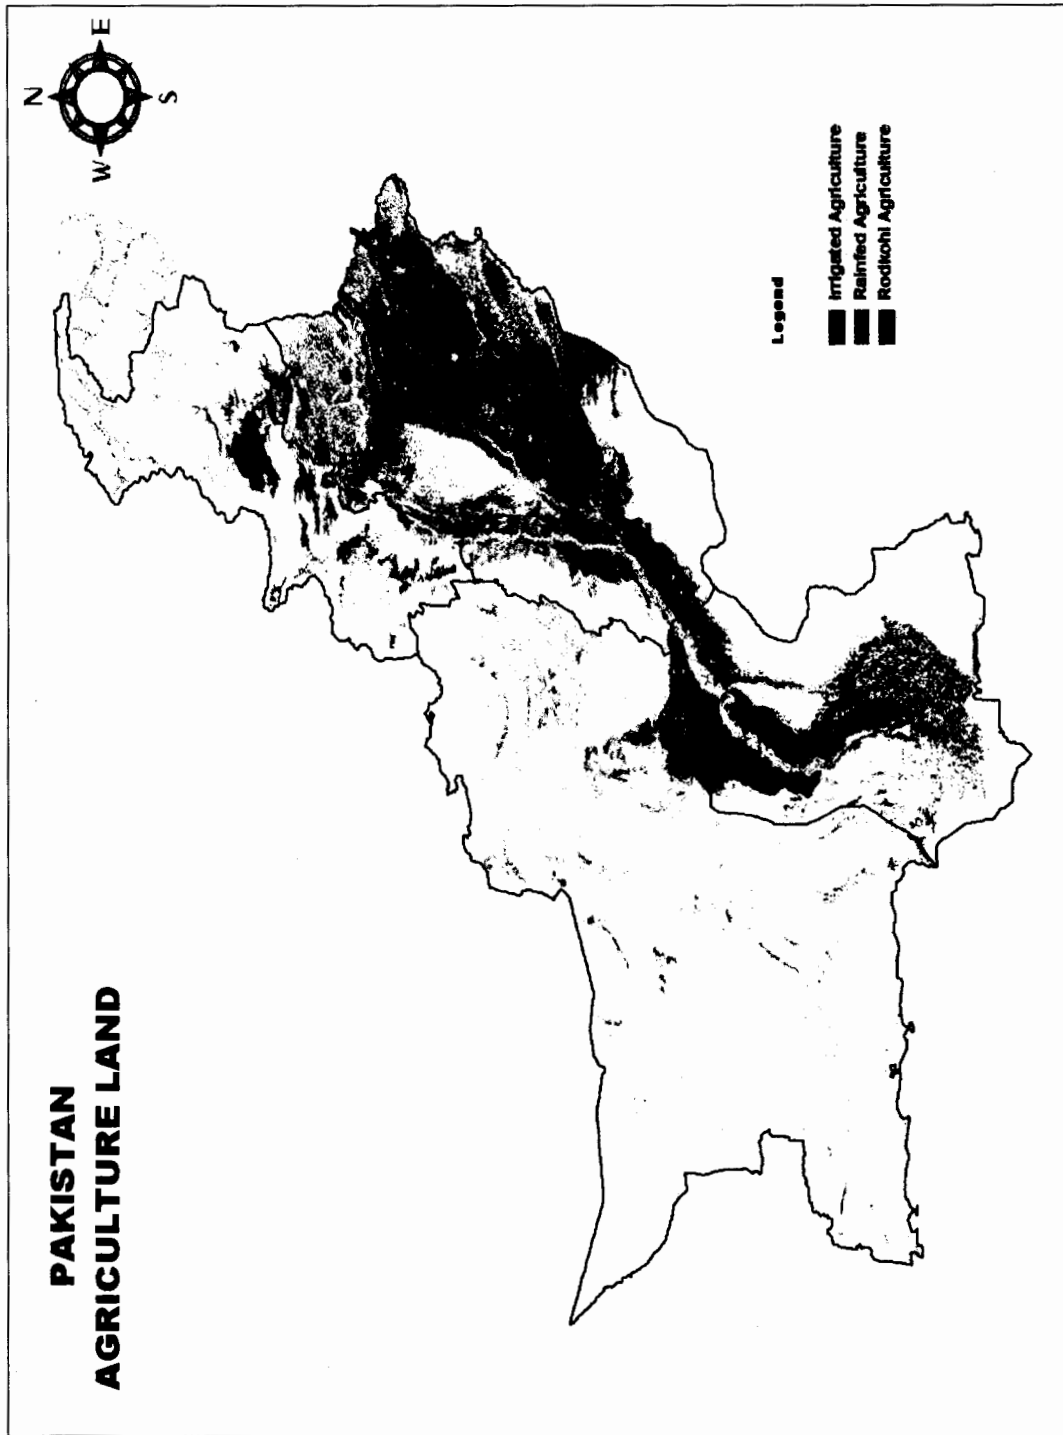 PAKISTAN
AGRICULTURE LAND
N
E
S
W
Legend
Irrigated Agriculture
Rainfed Agriculture
Rodkohi Agriculture